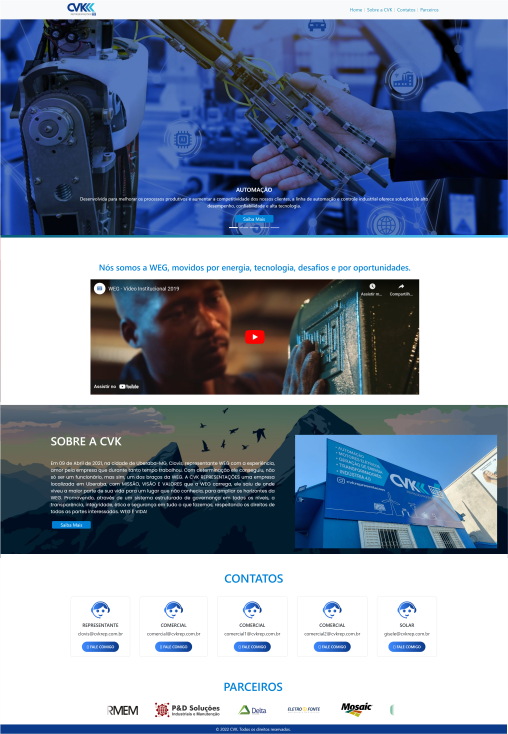 CVK
Home | Sobre a CVK | Contatos | Parceiros
AUTOMAÇÃO
Desenvolvida para melhorar os processos produtivos e aumentar a competitividade dos nossos clientes, a linha de automação e controle industrial oferece soluções de alto
desempenho, confiabilidade e alta tecnologia.
Saiba Mais
Nós somos a WEG, movidos por energia, tecnologia, desafios e por oportunidades.
WEG - Vídeo Institucional 2019
Assistir m...
Compartilh...
Assistir no YouTube
SOBRE A CVK
Em 09 de Abril de 2021, na cidade de Uberaba-MG. Clovis, representante WEG com a experiência,
amor pela empresa que durante tanto tempo trabalhou. Com determinação ele conseguiu, não
só ser um funcionário, mas sim, um dos braços da WEG. A CVK REPRESENTAÇÕES uma empresa
localizada em Uberaba, com MISSÃO, VISÃO E VALORES que a WEG carrega, ele saiu de onde
viveu a maior parte de sua vida para um lugar que não conhecia, para ampliar os horizontes da
WEG. Promovendo, através de um sistema estruturado de governança em todos os níveis, a
transparência, integridade, ética e segurança em tudo o que fazemos, respeitando os direitos de
todas as partes interessadas. WEG É VIDA!
Saiba Mais
• AUTOMAÇÃO
INDÚSTRIA 4.0
CVK
CONTATOS
REPRESENTANTE
clovis@cvkrep.com.br
FALE COMIGO
COMERCIAL
comercial@cvkrep.com.br
FALE COMIGO
COMERCIAL
comercial1@cvkrep.com.br
FALE COMIGO
COMERCIAL
comercial2@cvkrep.com.br
FALE COMIGO
SOLAR
gisele@cvkrep.com.br
FALE COMIGO
PARCEIROS
RMEM
P&D Soluções
Industriais e Manutenção
Delta
ELETRO FONTE
Mosaic
© 2022 CVK. Todos os direitos reservados.